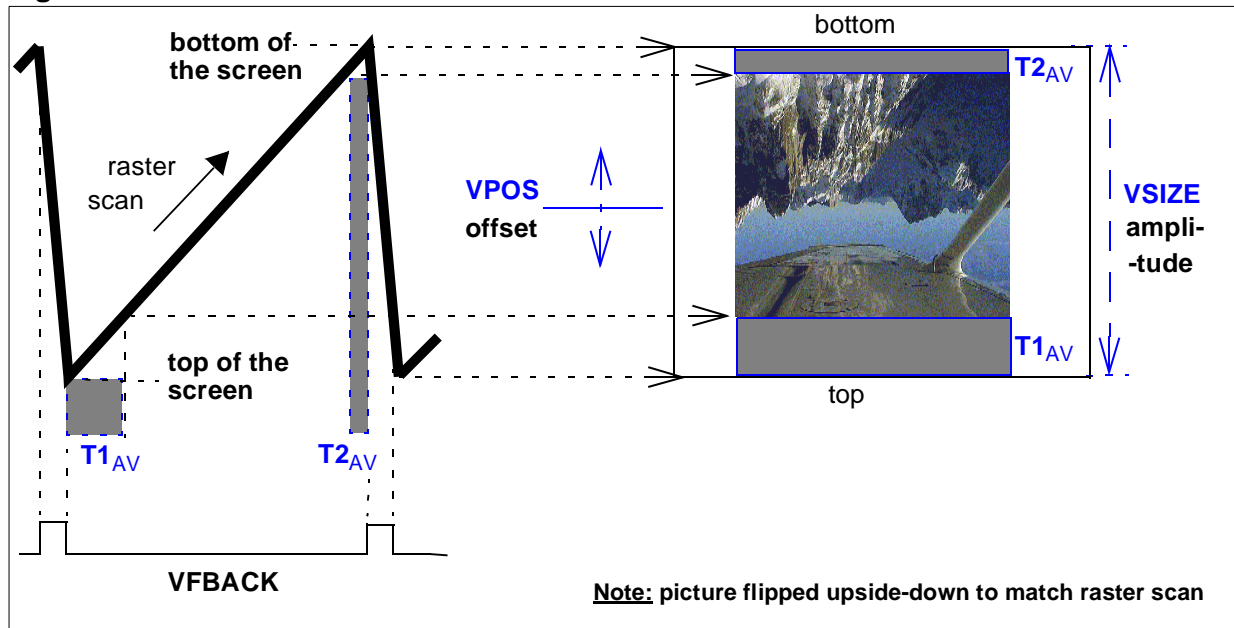 bottom of
the screen
raster
scan
top of the
screen
T1AV
T2AV
VFBACK
VPOS
offset
bottom
T2AV
T1AV
top
VSIZE
ampli-
-tude
Note: picture flipped upside-down to match raster scan